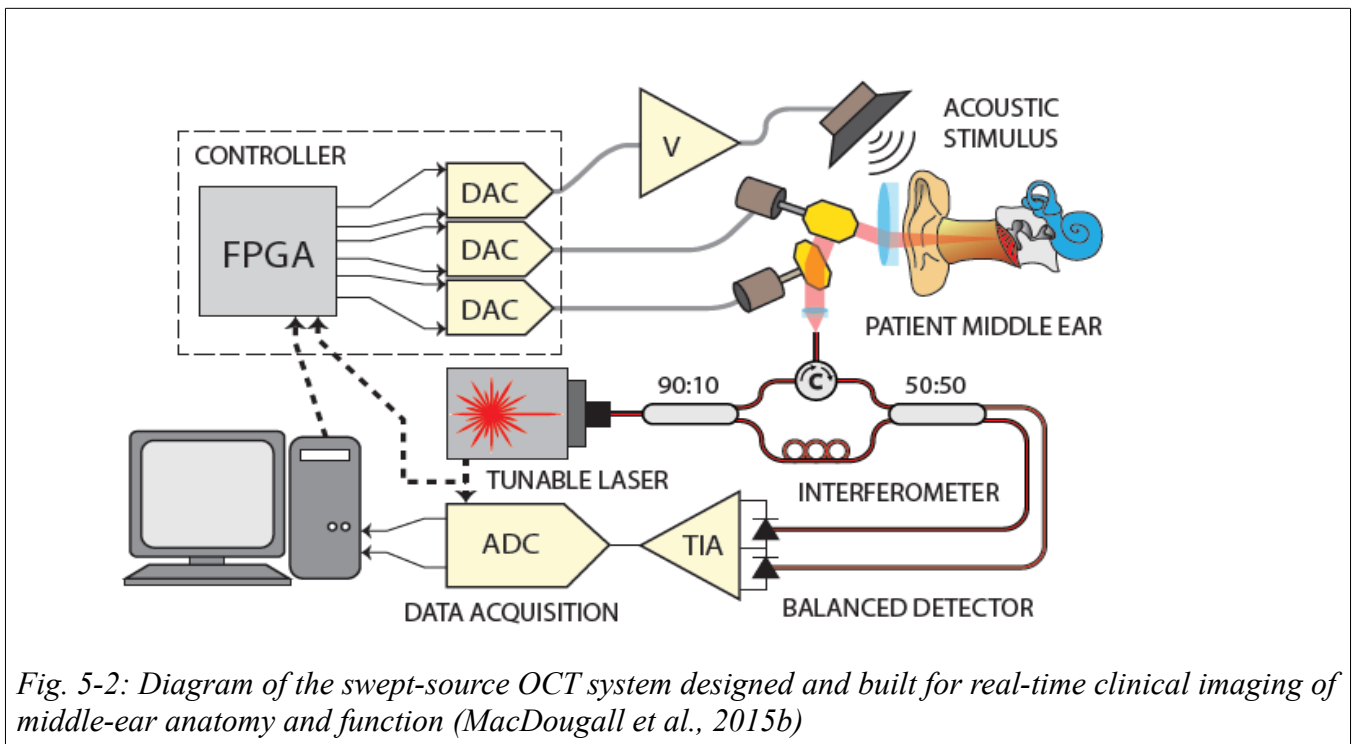 ACOUSTIC
STIMULUS
V
CONTROLLER
DAC
FPGA
DAC
DAC
PATIENT MIDDLE EAR
90:10
C
50:50
TUNABLE LASER
INTERFEROMETER
ADC
TIA
DATA ACQUISITION
BALANCED DETECTOR
Fig. 5-2: Diagram of the swept-source OCT system designed and built for real-time clinical imaging of
middle-ear anatomy and function (MacDougall et al., 2015b)